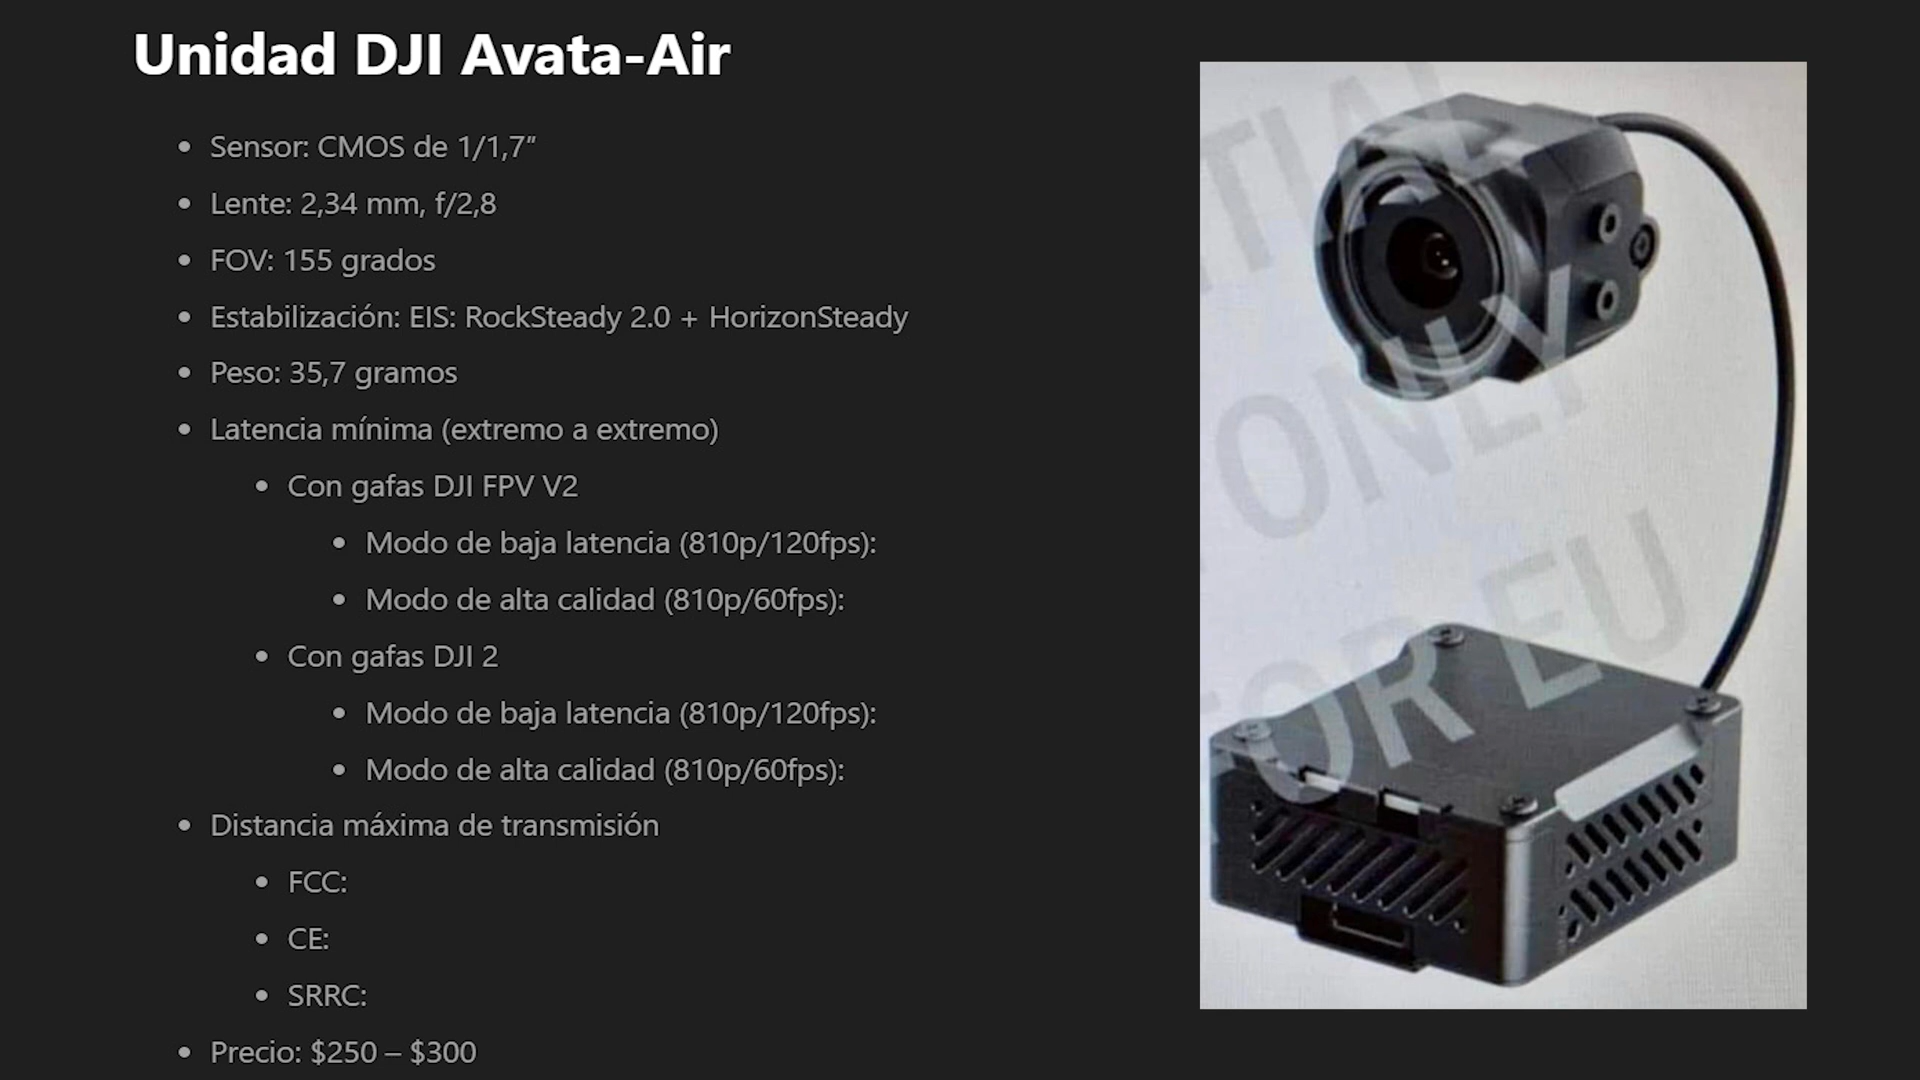 Unidad DJI Avata-Air
• Sensor: CMOS de 1/1,7”
• Lente: 2,34 mm, f/2,8
• FOV: 155 grados
• Estabilización: EIS: RockSteady 2.0 + HorizonSteady
• Peso: 35,7 gramos
• Latencia mínima (extremo a extremo)
• Con gafas DJI FPV V2
• Modo de baja latencia (810p/120fps):
• Modo de alta calidad (810p/60fps):
• Con gafas DJI 2
• Modo de baja latencia (810p/120fps):
• Modo de alta calidad (810p/60fps):
• Distancia máxima de transmisión
• FCC:
• CE:
• SRRC:
• Precio: $250 – $300
TIAL
ONLY
FOR EU